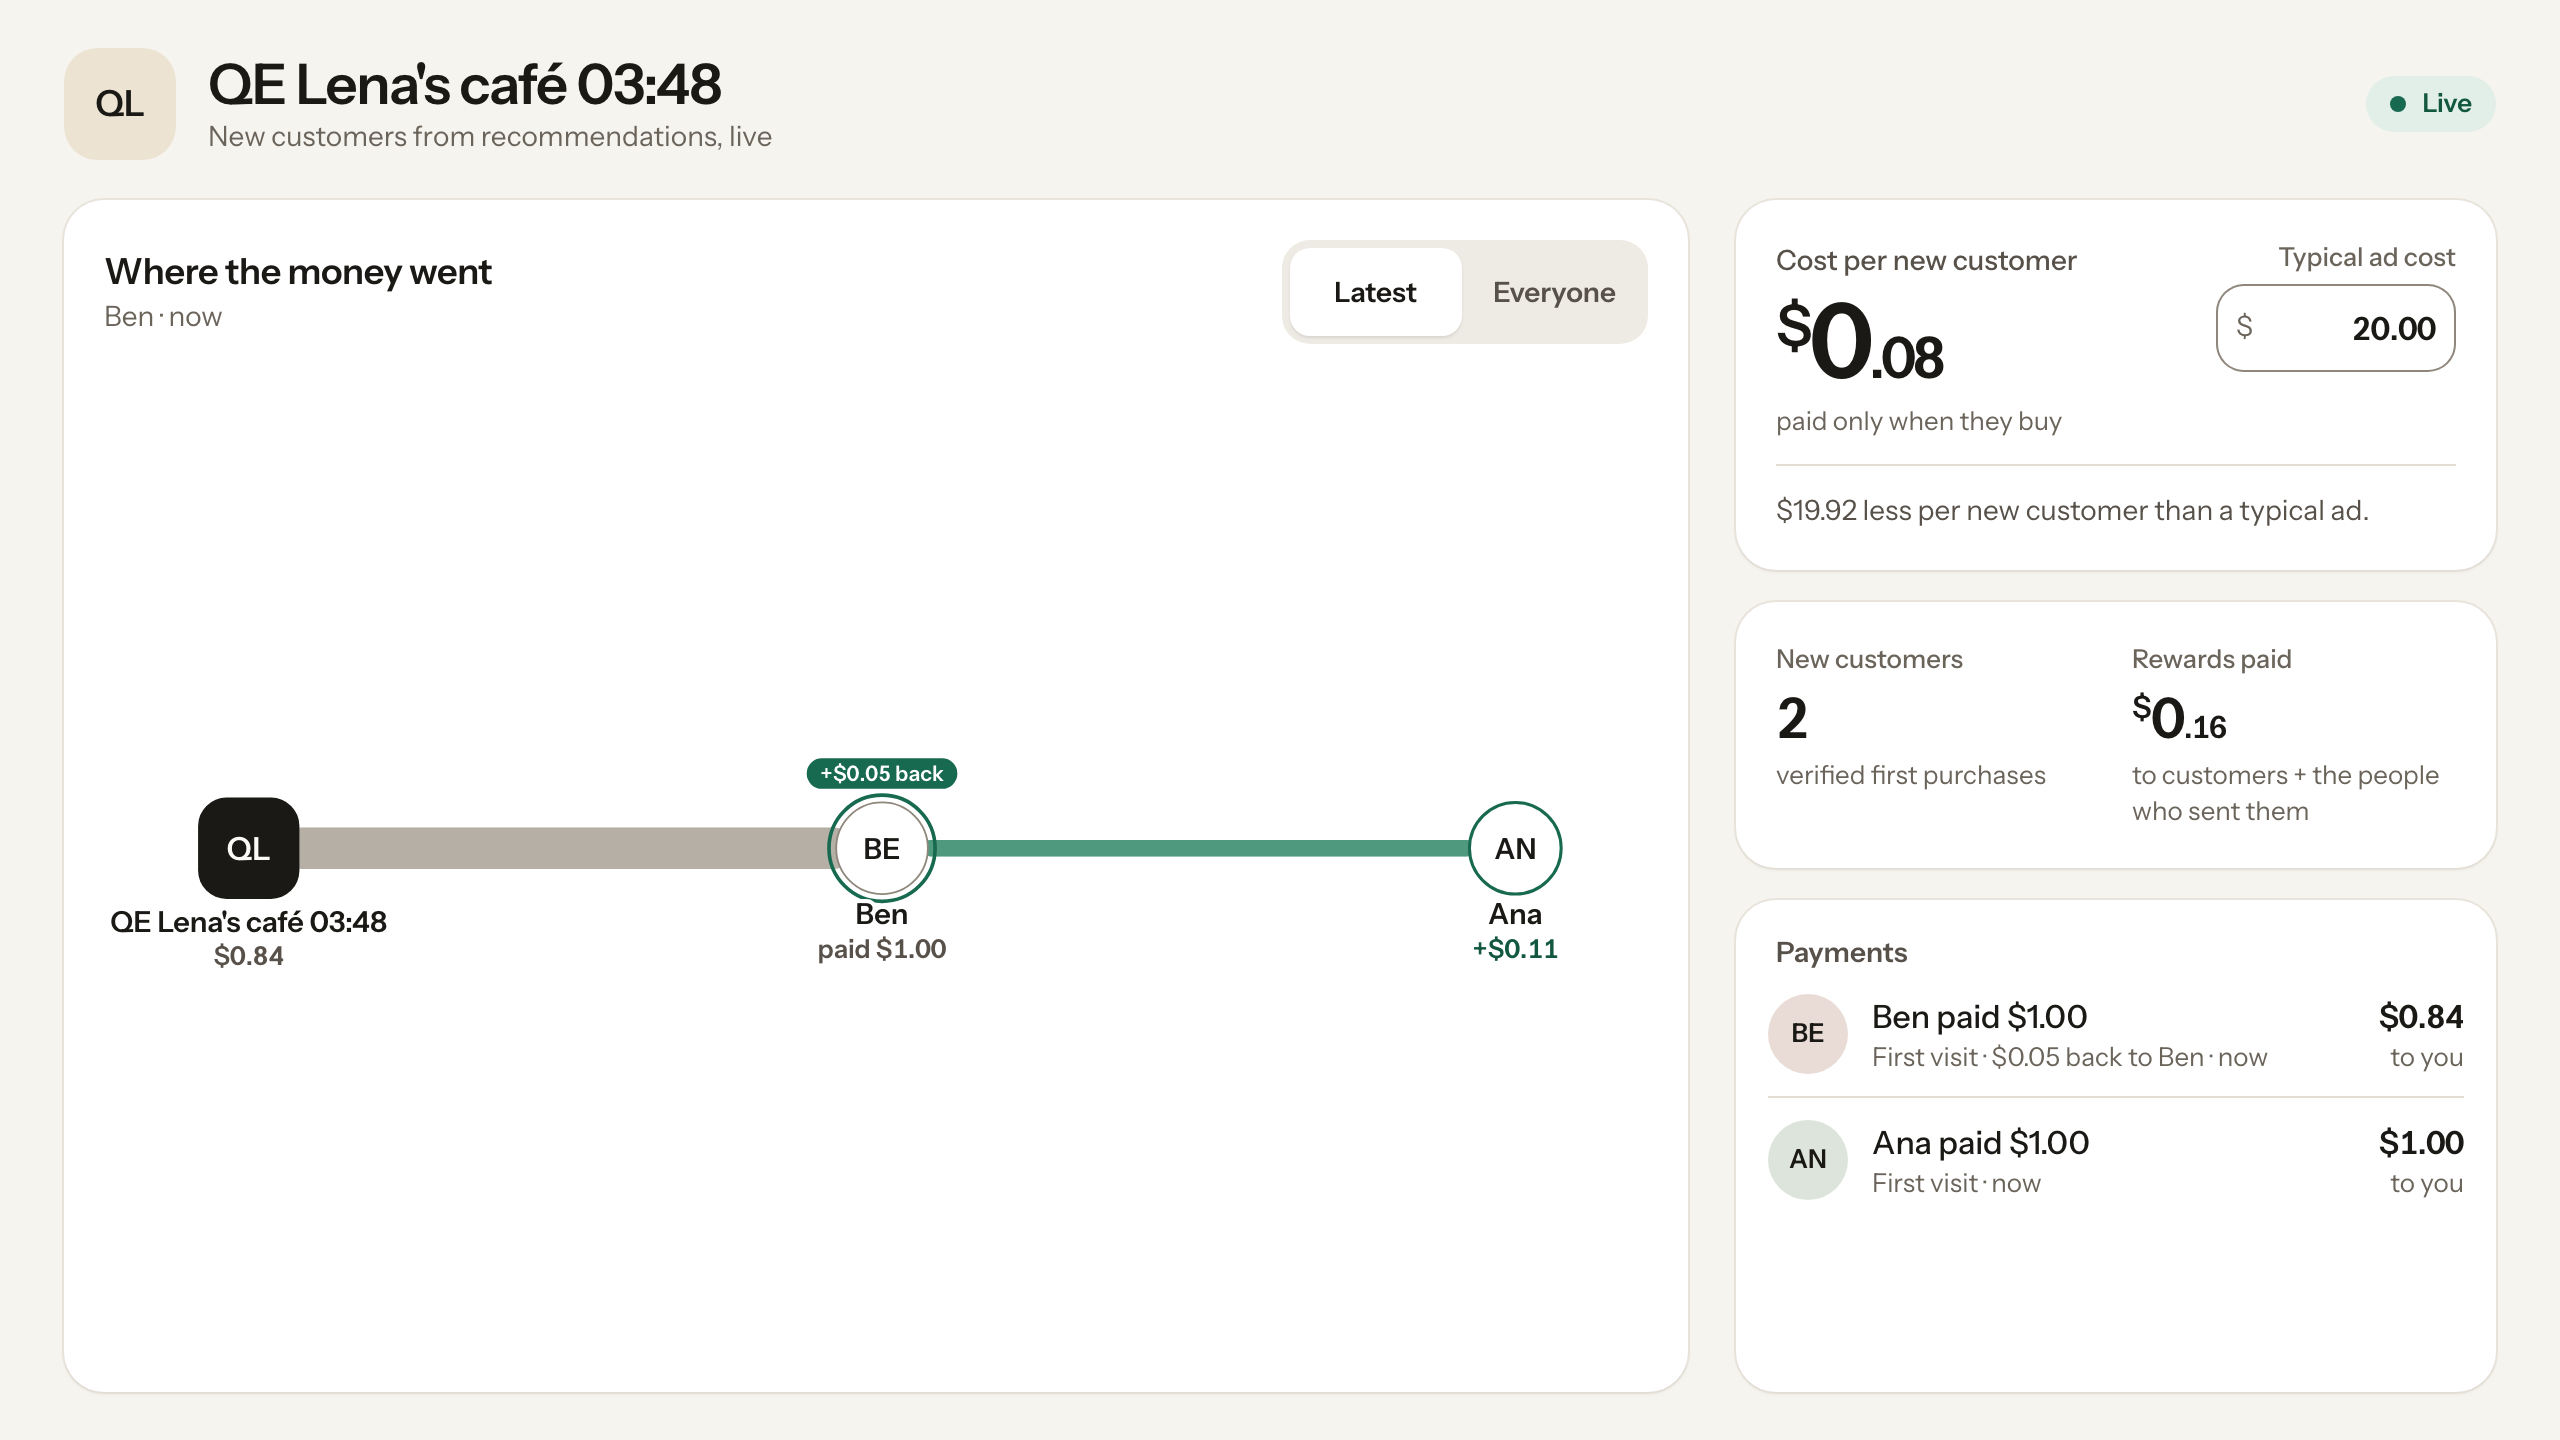 QL
QE Lena's café 03:48
New customers from recommendations, live
Live
Where the money went
Ben · now
Latest
Everyone
+$0.05 back
QL
BE
AN
QE Lena's café 03:48
$0.84
Ben
paid $1.00
Ana
+$0.11
Cost per new customer
$0.08
paid only when they buy
Typical ad cost
$ 20.00
$19.92 less per new customer than a typical ad.
New customers
2
verified first purchases
Rewards paid
$0.16
to customers + the people
who sent them
Payments
BE
Ben paid $1.00
First visit · $0.05 back to Ben · now
$0.84
to you
AN
Ana paid $1.00
First visit · now
$1.00
to you